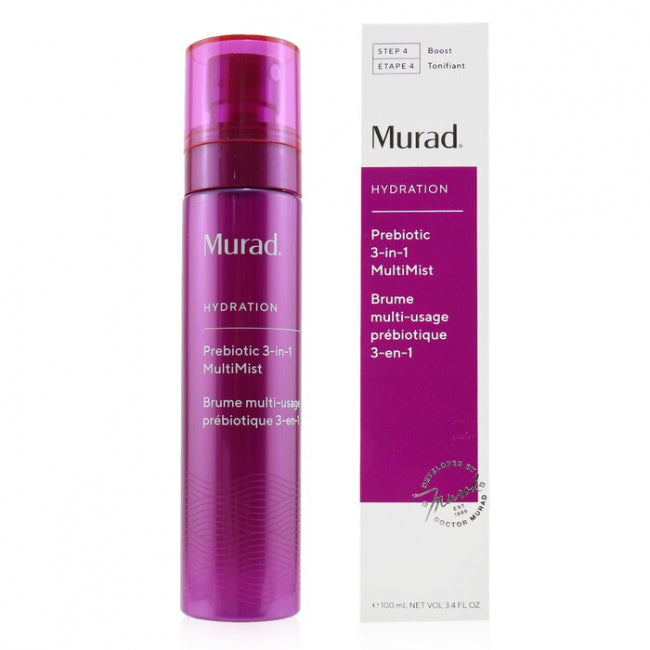 Murad.
HYDRATION
Prebiotic 3-in-1
MultiMist
Brume multi-usage
prébiotique 3-en-1
STEP 4 Boost
ETAPE 4 Tonifiant
Murad®
HYDRATION
Prebiotic
3-in-1
MultiMist
Brume
multi-usage
prébiotique
3-en-1
DEVELOPED BY
Murad
EST.
1989
DOCTOR MURAD
℮100 mL NET VOL 3.4 FL OZ